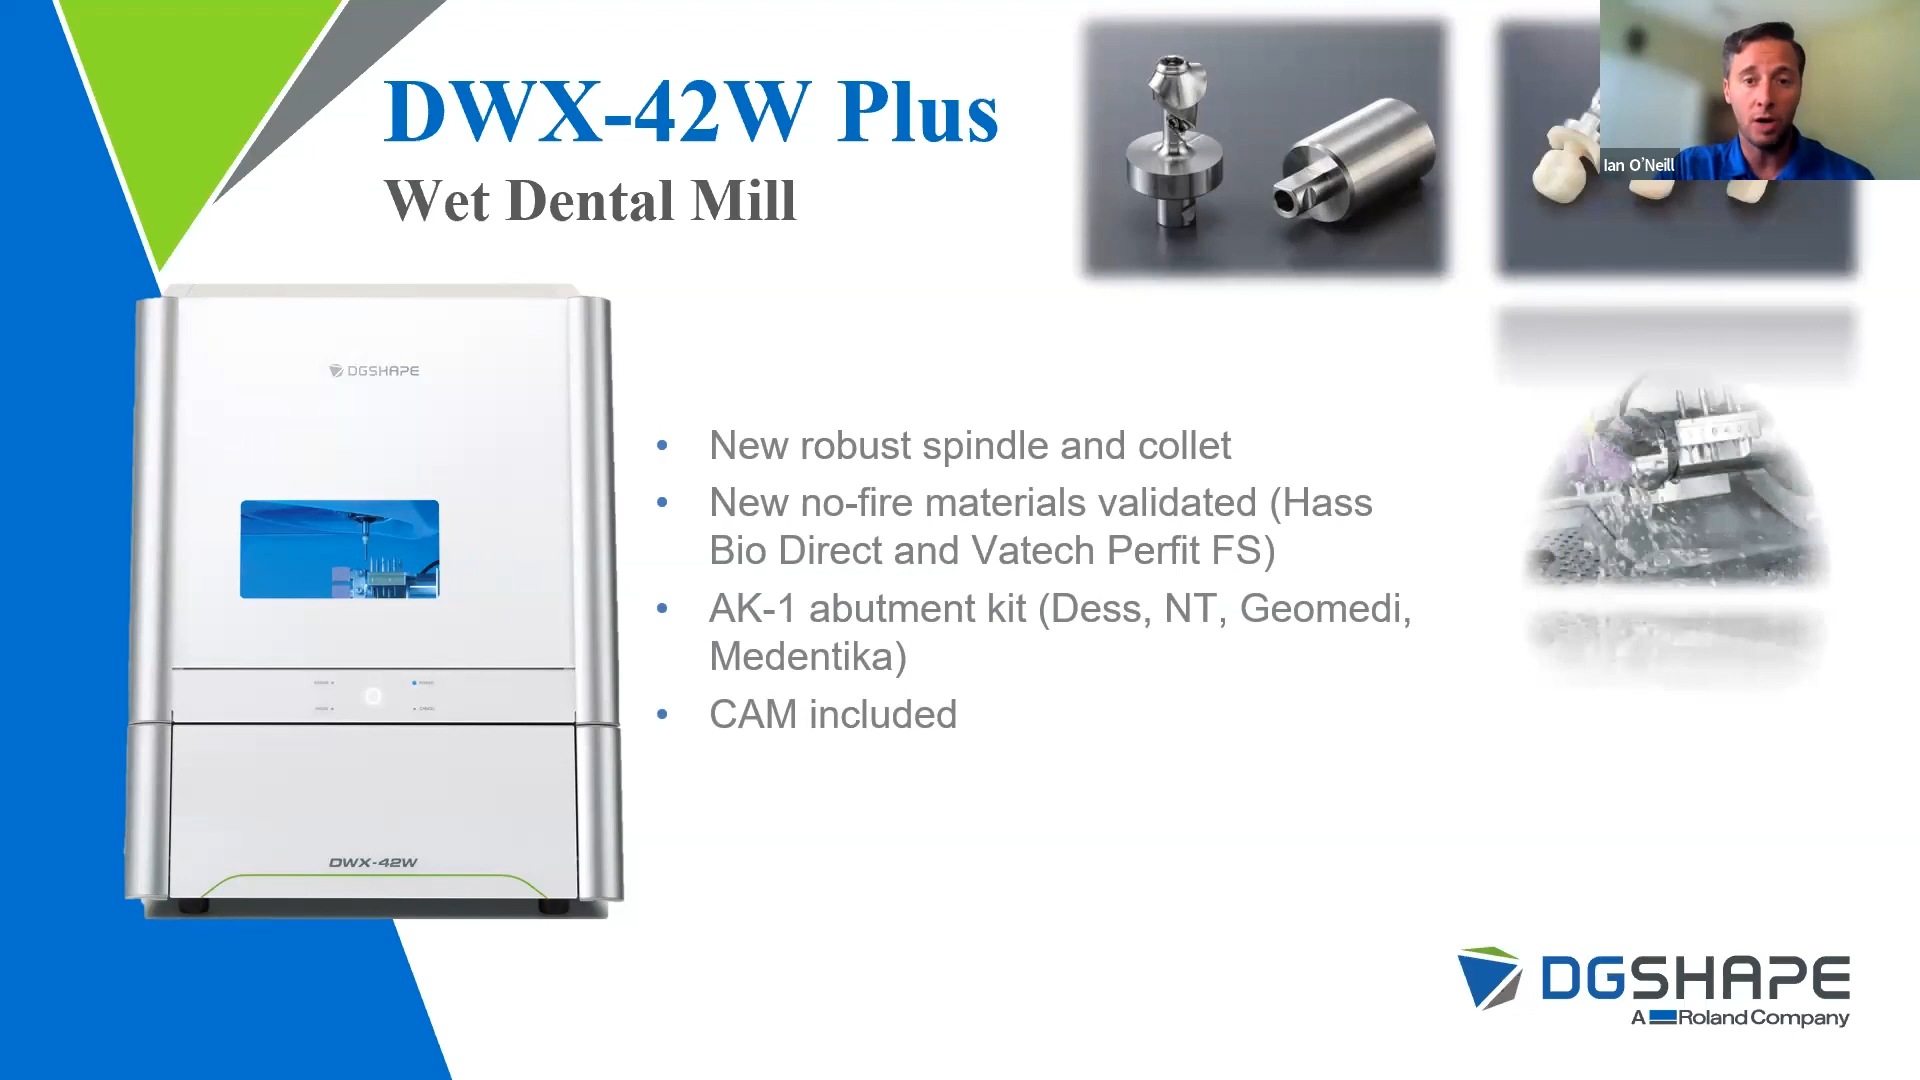 DWX-42W Plus
Wet Dental Mill
Ian O'Neill
DGSHAPE
• New robust spindle and collet
• New no-fire materials validated (Hass
Bio Direct and Vatech Perfit FS)
• AK-1 abutment kit (Dess, NT, Geomedi,
Medentika)
• CAM included
DWX-42W
DGSHAPE
A Roland Company